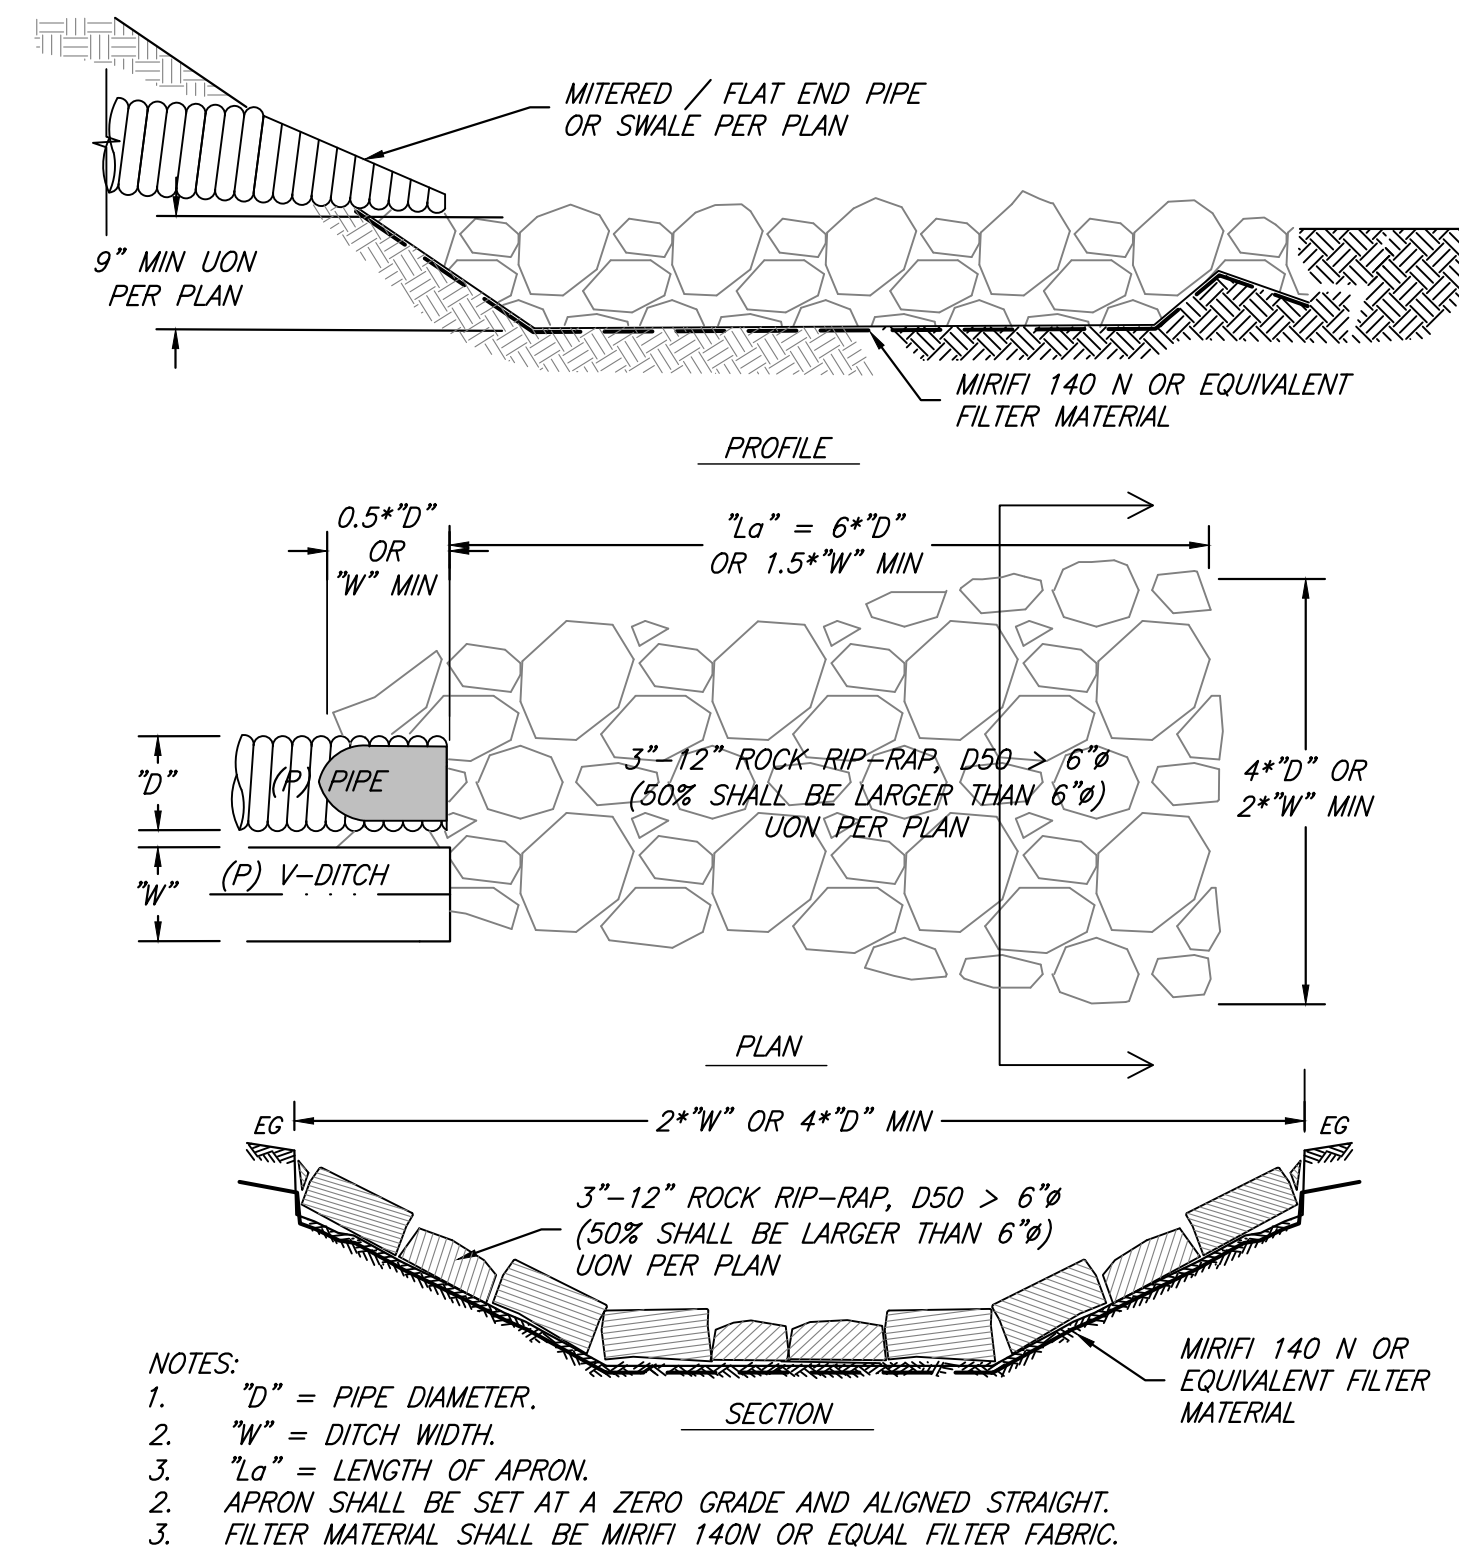 MITERED / FLAT END PIPE
OR SWALE PER PLAN
9" MIN UON
PER PLAN
MIRIFI 140 N OR EQUIVALENT
FILTER MATERIAL
PROFILE
0.5*"D"
OR
"W" MIN
"La" = 6*"D"
OR 1.5*"W" MIN
"D"
(P) PIPE
3"-12" ROCK RIP-RAP, D50 > 6"ø
(50% SHALL BE LARGER THAN 6"ø)
UON PER PLAN
4*"D" OR
2*"W" MIN
"W"
(P) V-DITCH
PLAN
EG
2*"W" OR 4*"D" MIN
EG
3"-12" ROCK RIP-RAP, D50 > 6"ø
(50% SHALL BE LARGER THAN 6"ø)
UON PER PLAN
MIRIFI 140 N OR
EQUIVALENT FILTER
MATERIAL
SECTION
NOTES:
1. "D" = PIPE DIAMETER.
2. "W" = DITCH WIDTH.
3. "La" = LENGTH OF APRON.
2. APRON SHALL BE SET AT A ZERO GRADE AND ALIGNED STRAIGHT.
3. FILTER MATERIAL SHALL BE MIRIFI 140N OR EQUAL FILTER FABRIC.